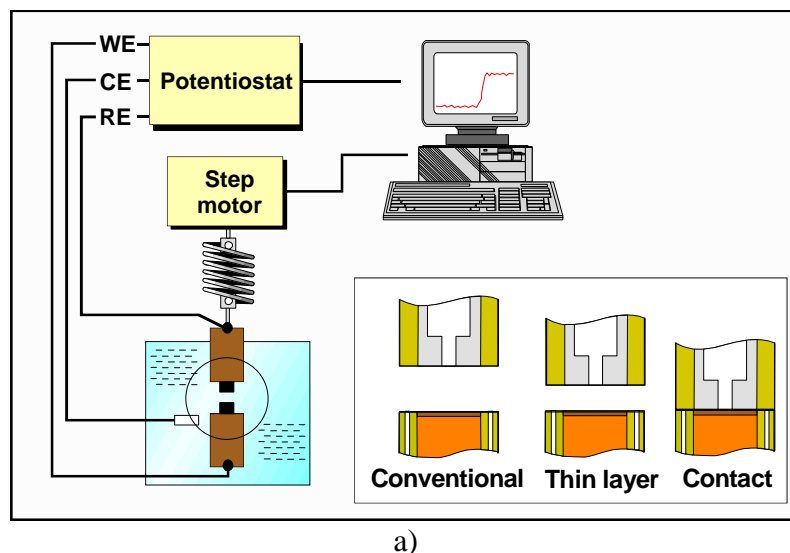 WE
CE
RE
Potentiostat
Step
motor
Conventional
Thin layer
Contact
a)